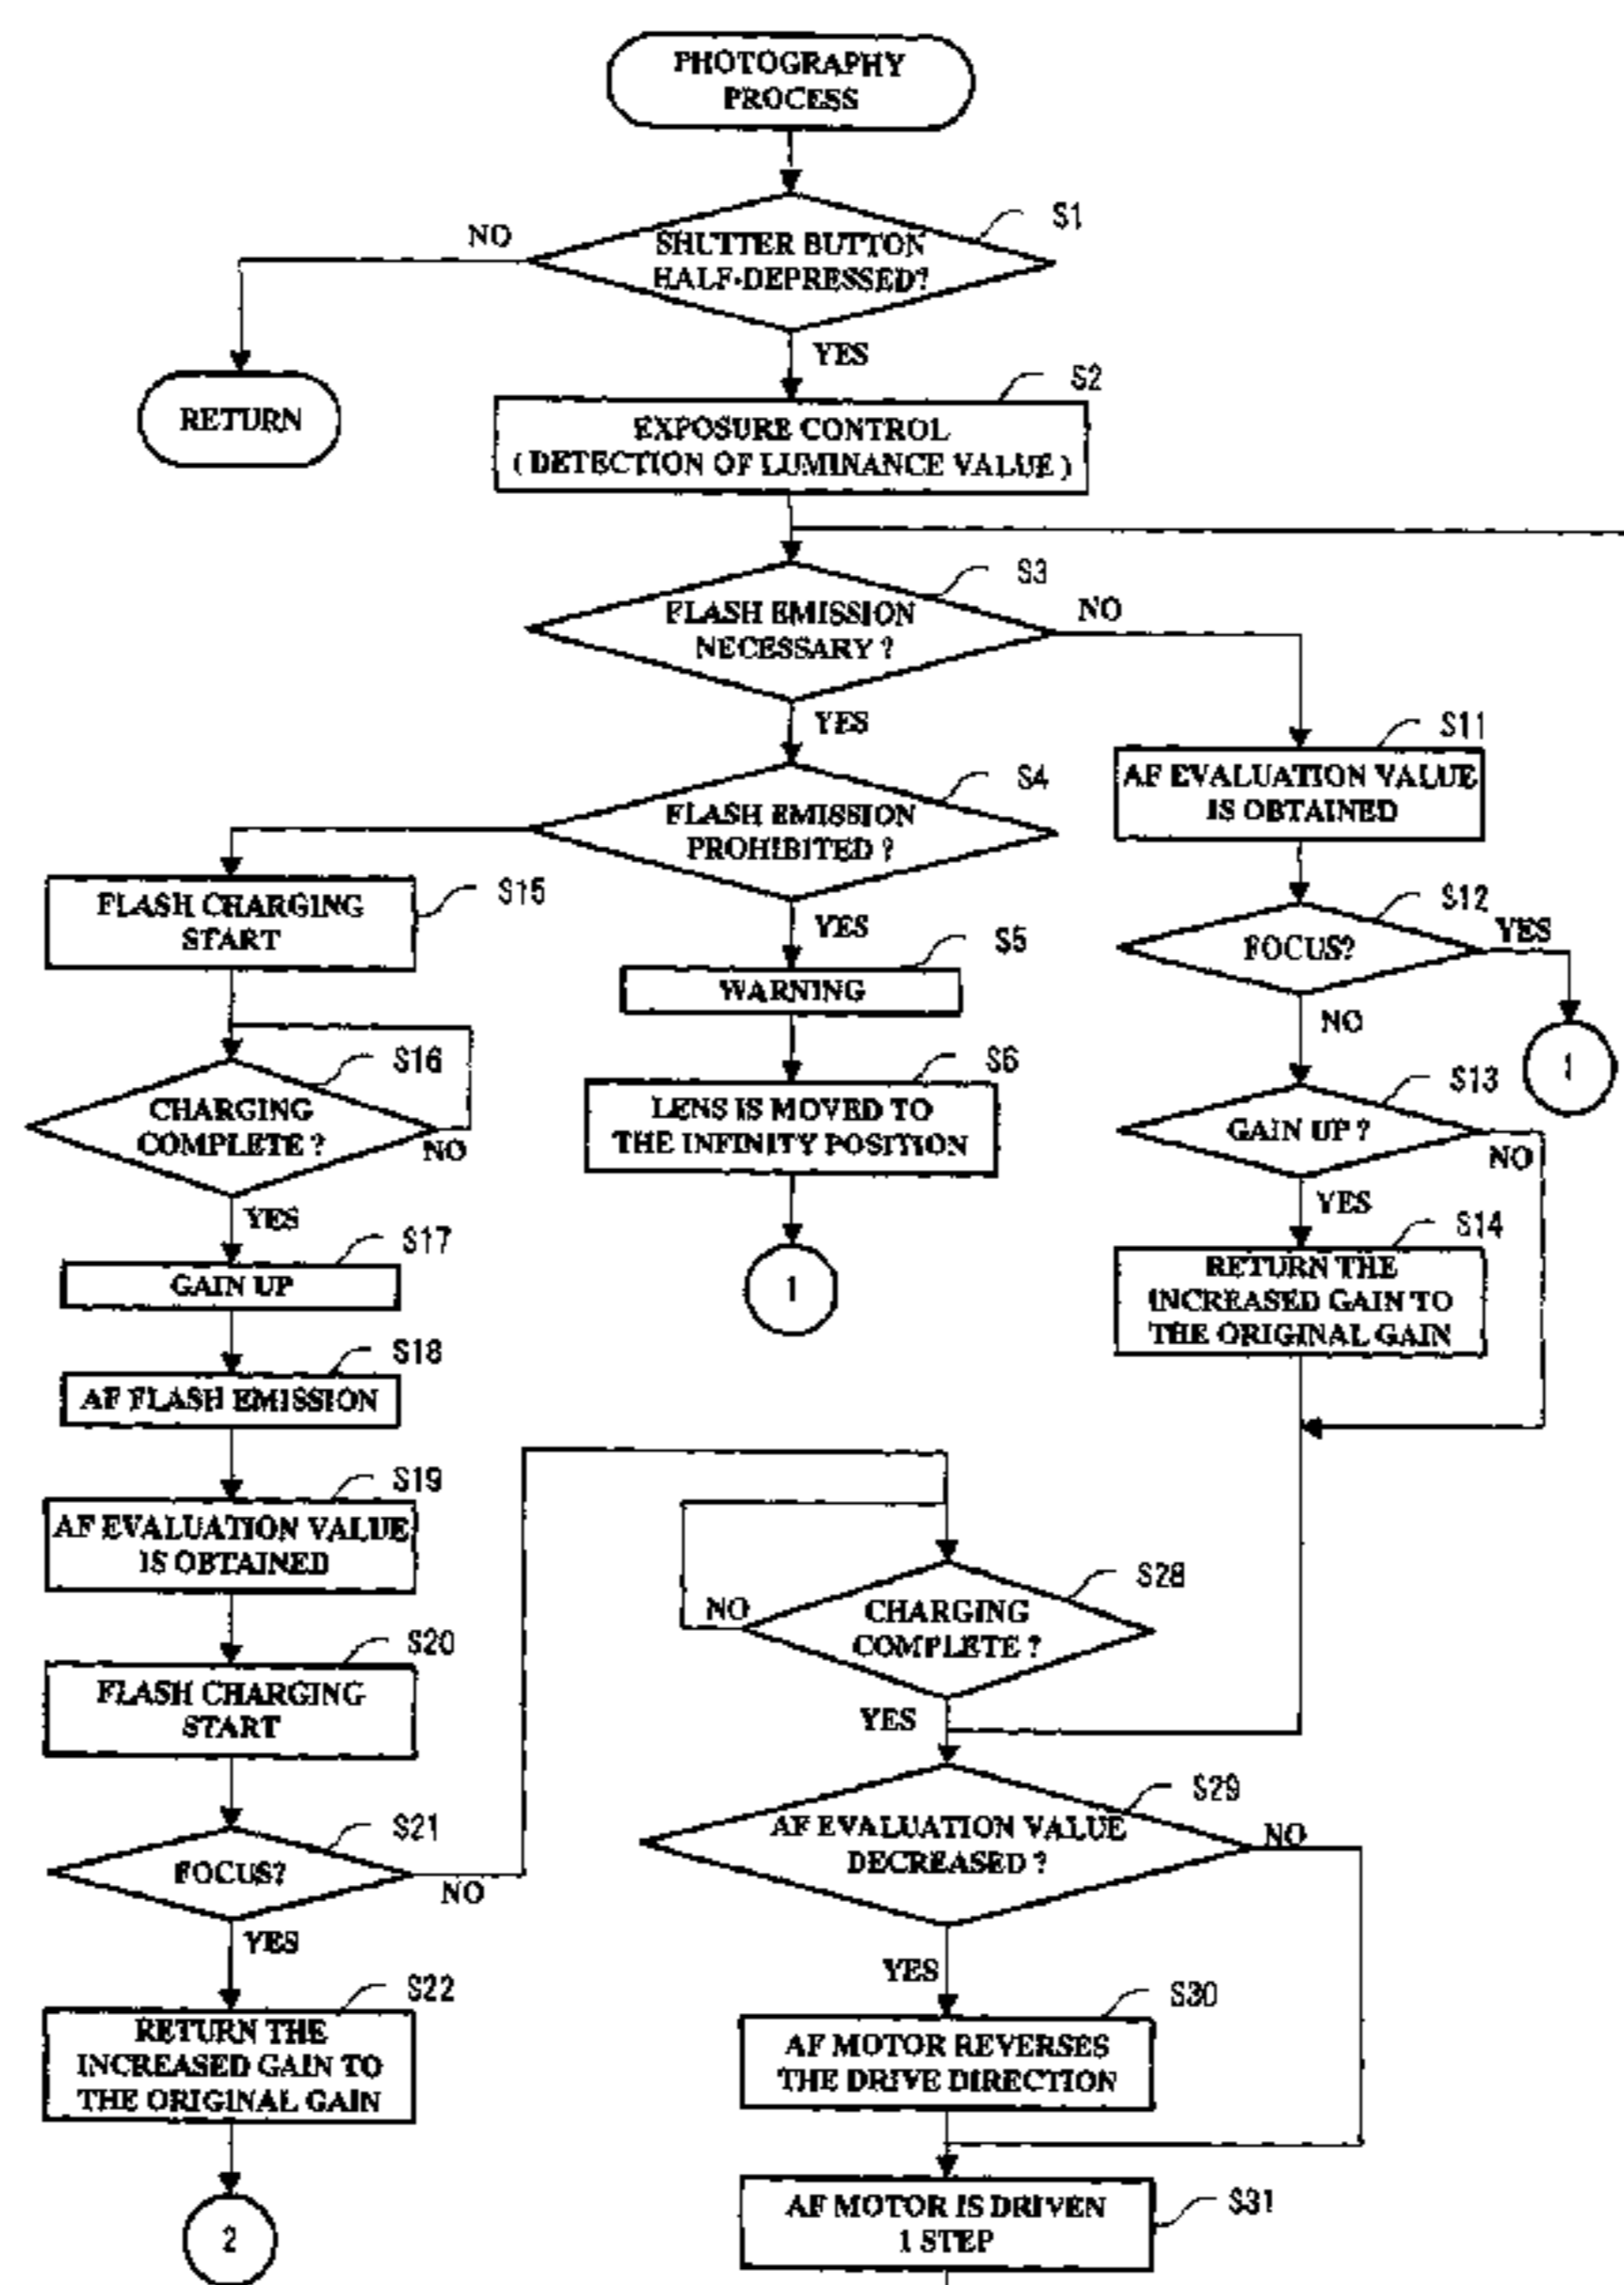 PHOTOGRAPHY
PROCESS
S1
NO
SHUTTER BUTTON
HALF-DEPRESSED?
YES
RETURN
S2
EXPOSURE CONTROL
( DETECTION OF LUMINANCE VALUE )
S3
FLASH EMISSION
NECESSARY ?
NO
YES
S4
FLASH EMISSION
PROHIBITED ?
YES
S5
WARNING
S6
LENS IS MOVED TO
THE INFINITY POSITION
1
S11
AF EVALUATION VALUE
IS OBTAINED
S12
FOCUS?
YES
1
NO
S13
GAIN UP ?
NO
YES
S14
RETURN THE
INCREASED GAIN TO
THE ORIGINAL GAIN
S15
FLASH CHARGING
START
S16
CHARGING
COMPLETE ?
NO
YES
S17
GAIN UP
S18
AF FLASH EMISSION
S19
AF EVALUATION VALUE
IS OBTAINED
S20
FLASH CHARGING
START
S21
FOCUS?
NO
YES
S22
RETURN THE
INCREASED GAIN TO
THE ORIGINAL GAIN
2
S28
NO
CHARGING
COMPLETE ?
YES
S29
AF EVALUATION VALUE
DECREASED ?
NO
YES
S30
AF MOTOR REVERSES
THE DRIVE DIRECTION
S31
AF MOTOR IS DRIVEN
1 STEP